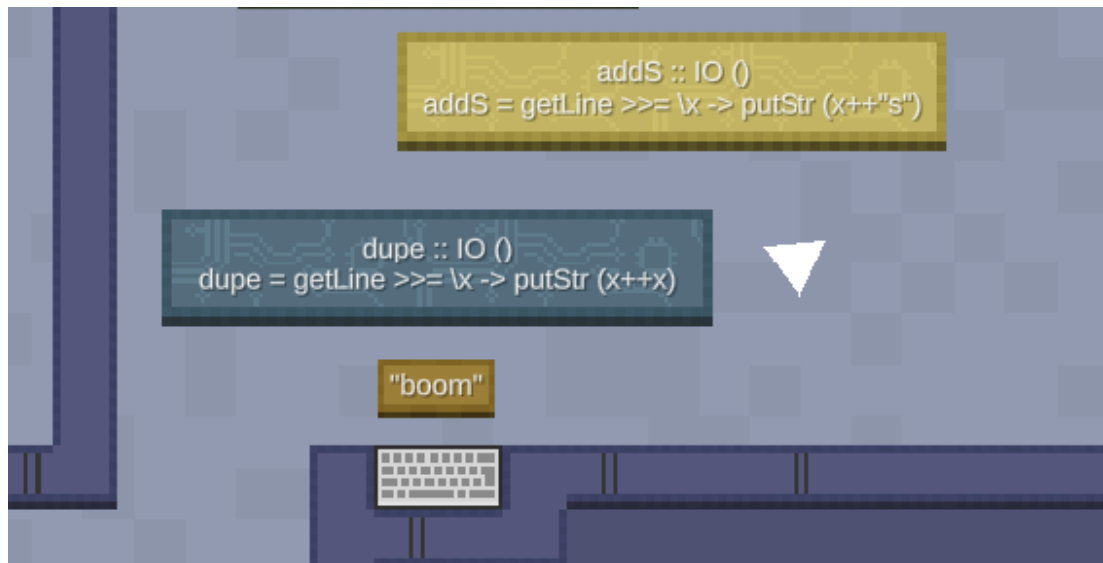 addS :: IO ()
addS = getLine >>= \x -> putStr (x++"s")
dupe :: IO ()
dupe = getLine >>= \x -> putStr (x++x)
"boom"